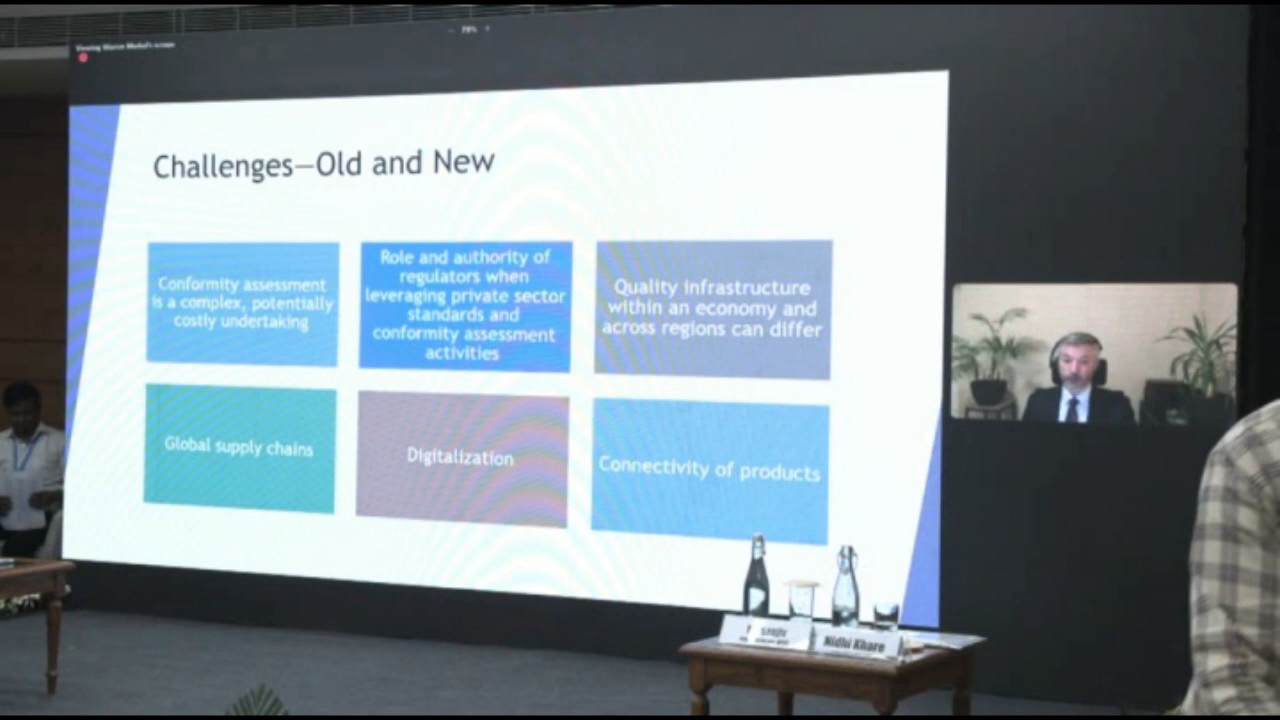 78%
Challenges—Old and New
Conformity assessment
is a complex, potentially
costly undertaking
Role and authority of
regulators when
leveraging private sector
standards and
conformity assessment
activities
Quality infrastructure
within an economy and
across regions can differ
Global supply chains
Digitalization
Connectivity of products
Nidhi Khare